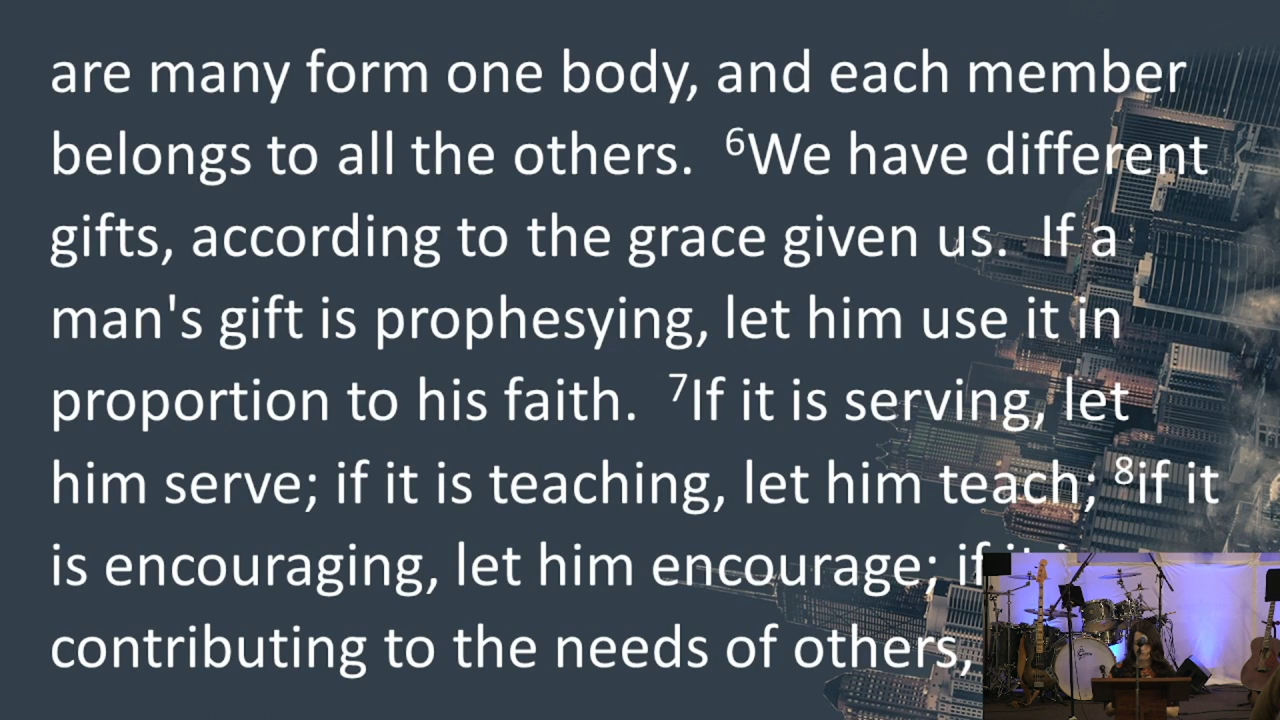 are many form one body, and each member
belongs to all the others.  ⁶We have different
gifts, according to the grace given us.  If a
man's gift is prophesying, let him use it in
proportion to his faith.  ⁷If it is serving, let
him serve; if it is teaching, let him teach; ⁸if it
is encouraging, let him encourage; if it
contributing to the needs of others,